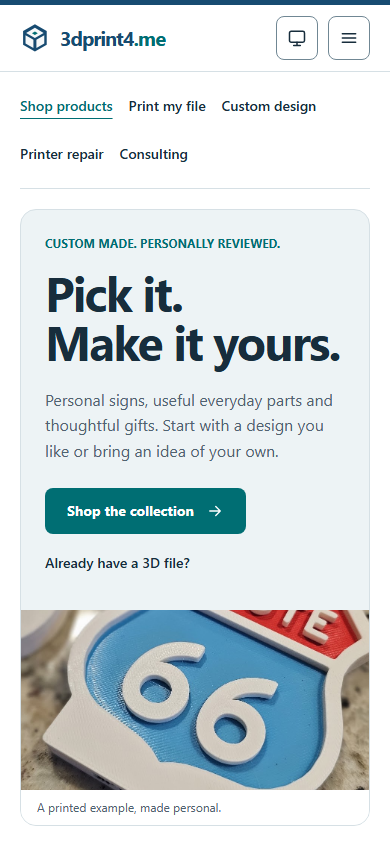 3dprint4.me
Shop products Print my file Custom design
Printer repair Consulting
CUSTOM MADE. PERSONALLY REVIEWED.
Pick it.
Make it yours.
Personal signs, useful everyday parts and
thoughtful gifts. Start with a design you
like or bring an idea of your own.
Shop the collection →
Already have a 3D file?
66
A printed example, made personal.